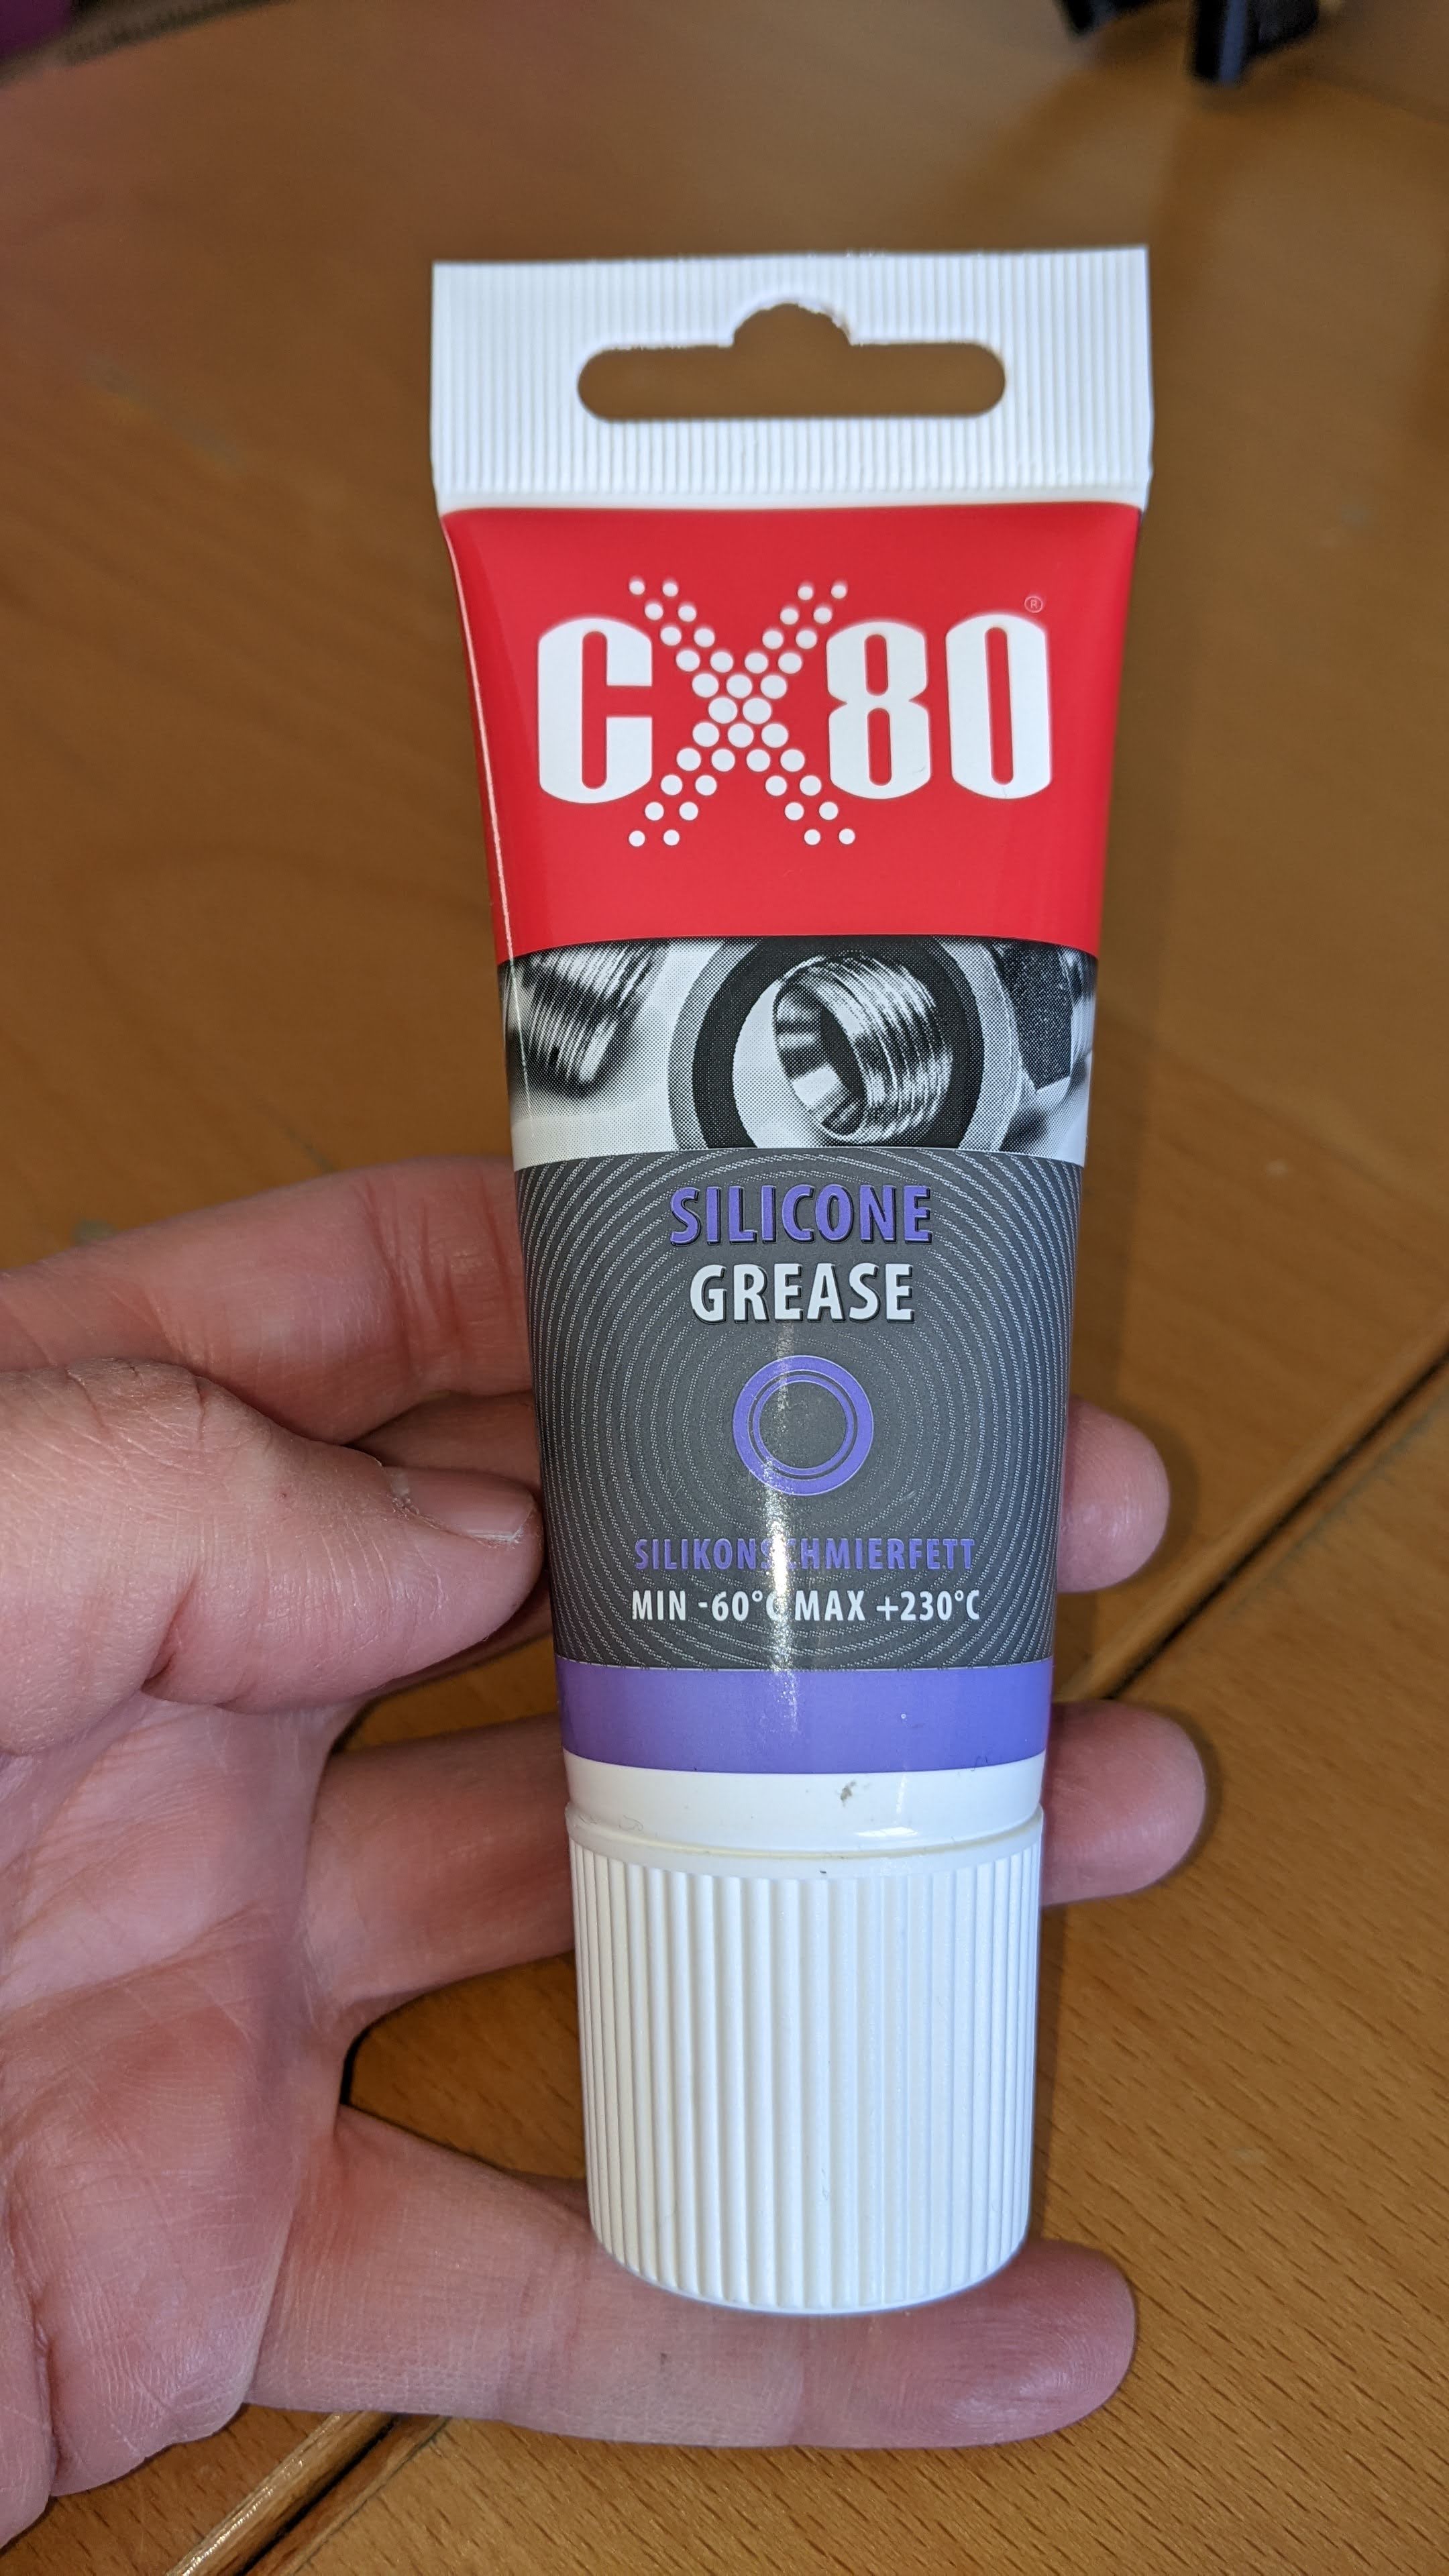 CX80®
SILICONE
GREASE
SILIKONSCHMIERFETT
MIN -60°C MAX +230°C